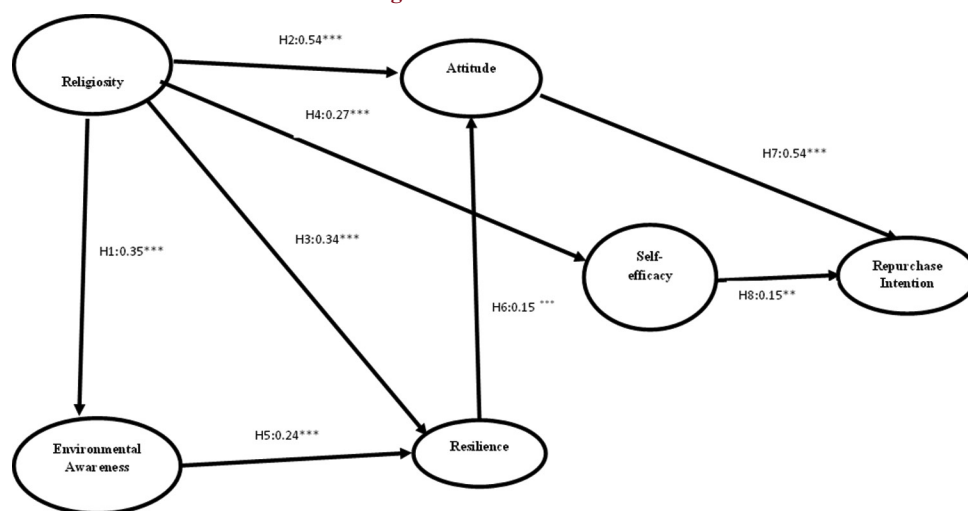 H2:0.54***
Religiosity
Attitude
H4:0.27***
H7:0.54***
H1:0.35***
H3:0.34***
Self-
efficacy
Repurchase
Intention
H6:0.15 ***
H8:0.15**
H5:0.24***
Environmental
Awareness
Resilience